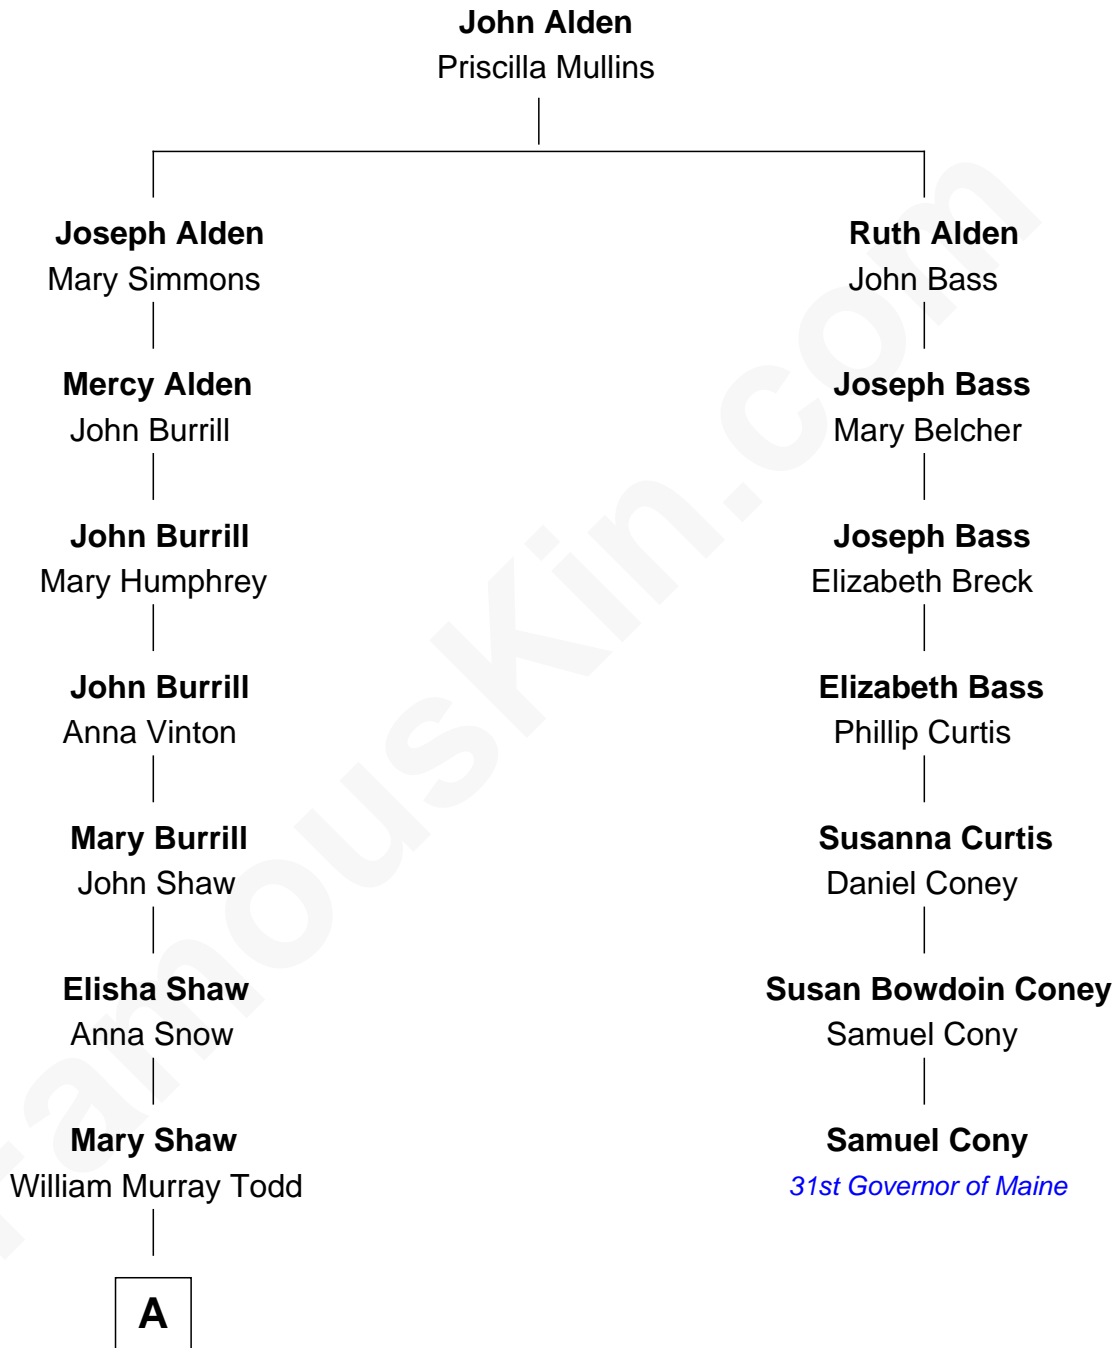 John Alden
Priscilla Mullins
Joseph Alden
Mary Simmons
Ruth Alden
John Bass
Mercy Alden
John Burrill
Joseph Bass
Mary Belcher
John Burrill
Mary Humphrey
Joseph Bass
Elizabeth Breck
John Burrill
Anna Vinton
Elizabeth Bass
Phillip Curtis
Mary Burrill
John Shaw
Susanna Curtis
Daniel Coney
Elisha Shaw
Anna Snow
Susan Bowdoin Coney
Samuel Cony
Mary Shaw
William Murray Todd
Samuel Cony
31st Governor of Maine
A
FamousKin.com